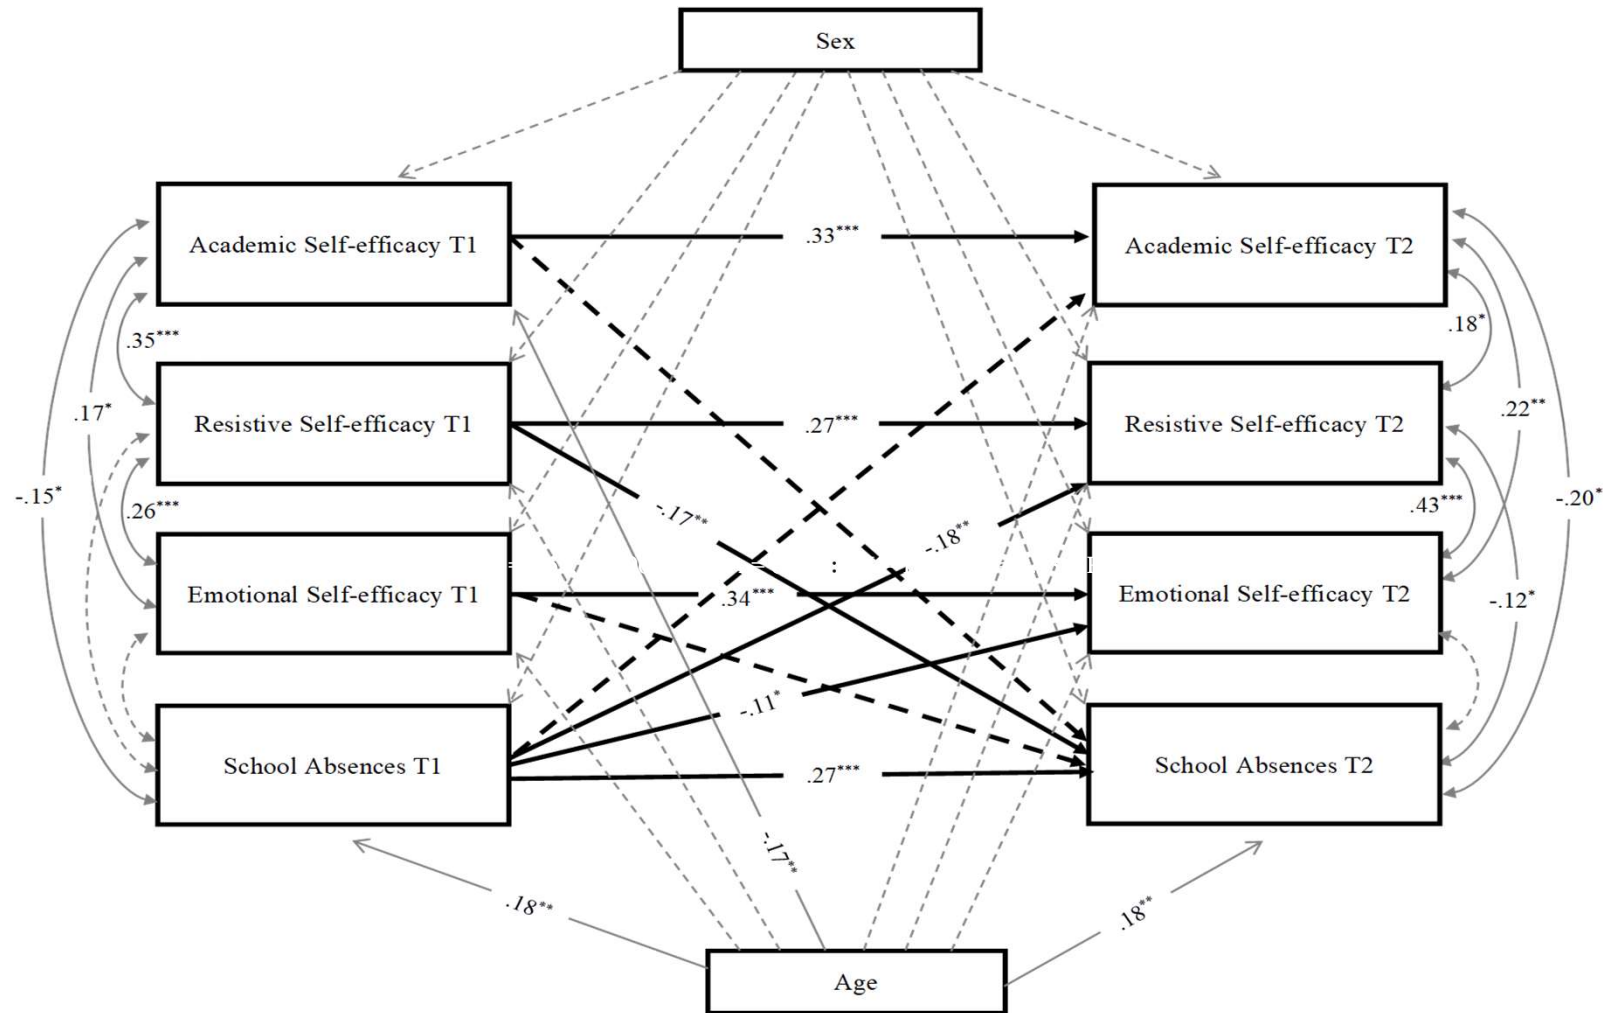 Sex
Academic Self-efficacy T1
.33***
Academic Self-efficacy T2
.35***
.18*
.17*
Resistive Self-efficacy T1
.27***
Resistive Self-efficacy T2
.22**
-.15*
.26***
-.17**
-.18**
.43***
-.20*
Emotional Self-efficacy T1
.34***
Emotional Self-efficacy T2
-.12*
-.11*
School Absences T1
.27***
School Absences T2
-.17**
.18**
.18**
Age